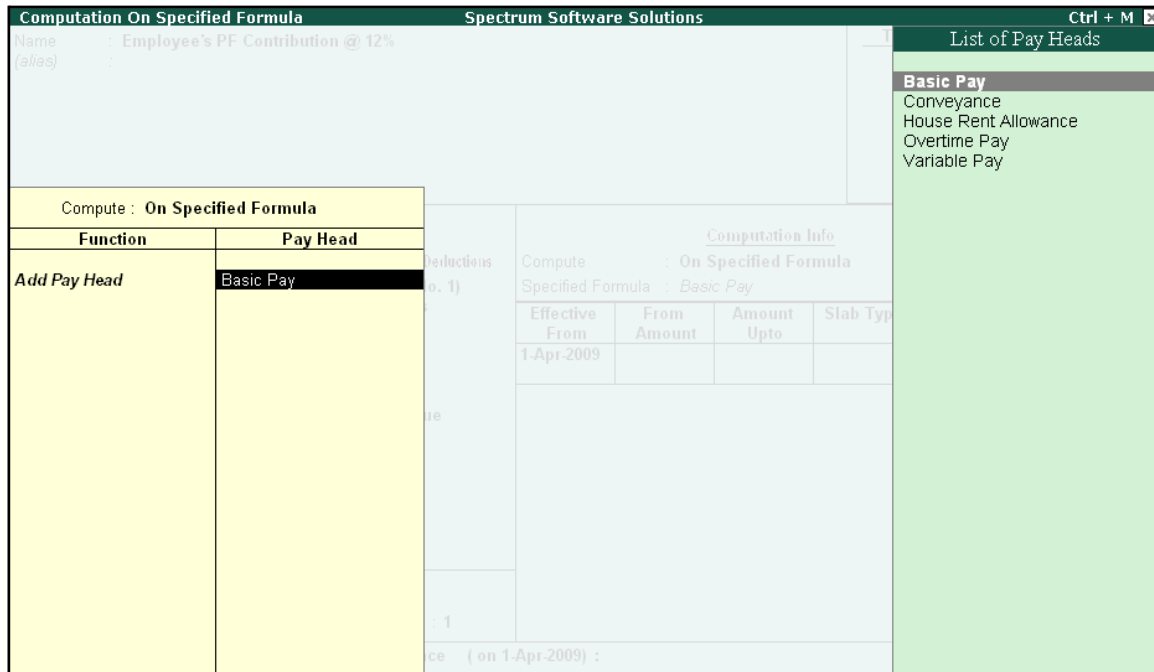 Computation On Specified Formula Spectrum Software Solutions Ctrl + M
Name : Employee's PF Contribution @ 12%
(alias) :
List of Pay Heads
Basic Pay
Conveyance
House Rent Allowance
Overtime Pay
Variable Pay
Compute : On Specified Formula
Function Pay Head
Add Pay Head Basic Pay
Deductions
o. 1)
Computation Info
Compute : On Specified Formula
Specified Formula : Basic Pay
Effective From From Amount Amount Upto Slab Typ
1-Apr-2009
ue
: 1
ce ( on 1-Apr-2009) :